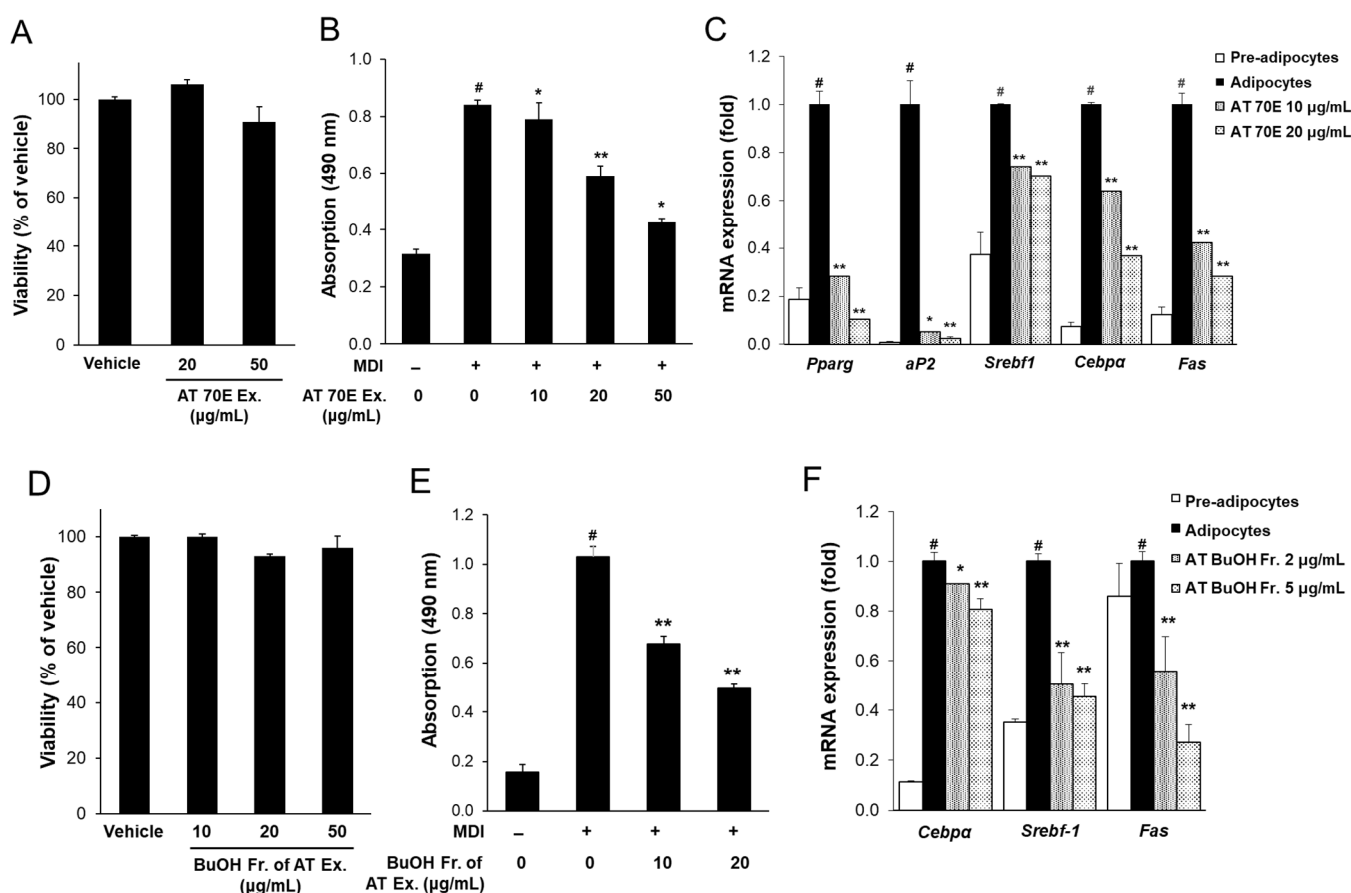 A
Viability (% of vehicle)
100
80
60
40
20
0
Vehicle 20 50
AT 70E Ex.
(µg/mL)
B
Absorption (490 nm)
1.0
0.8
0.6
0.4
0.2
0.0
# * ** *
MDI – + + + +
AT 70E Ex.
(µg/mL) 0 0 10 20 50
C
mRNA expression (fold)
1.2
1.0
0.8
0.6
0.4
0.2
0.0
# ** **
# * **
# ** **
# ** **
# ** **
Pparg aP2 Srebf1 Cebpα Fas
Pre-adipocytes
Adipocytes
AT 70E 10 µg/mL
AT 70E 20 µg/mL
D
Viability (% of vehicle)
100
80
60
40
20
0
Vehicle 10 20 50
BuOH Fr. of AT Ex.
(µg/mL)
E
Absorption (490 nm)
1.2
1.0
0.8
0.6
0.4
0.2
0.0
# ** **
MDI – + + +
BuOH Fr. of
AT Ex. (µg/mL) 0 0 10 20
F
mRNA expression (fold)
1.2
1.0
0.8
0.6
0.4
0.2
0.0
# * **
# ** **
# ** **
Cebpα Srebf-1 Fas
Pre-adipocytes
Adipocytes
AT BuOH Fr. 2 µg/mL
AT BuOH Fr. 5 µg/mL